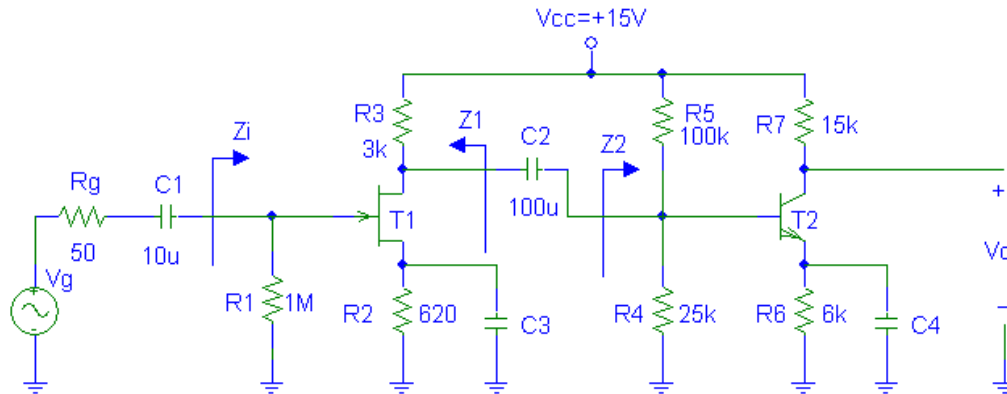 Vcc=+15V
R3
3k
Z1
C2
100u
Z2
R5
100k
R7
15k
Zi
Rg
50
C1
10u
T1
T2
+
Vg
R1
1M
R2
620
C3
R4
25k
R6
6k
C4
-